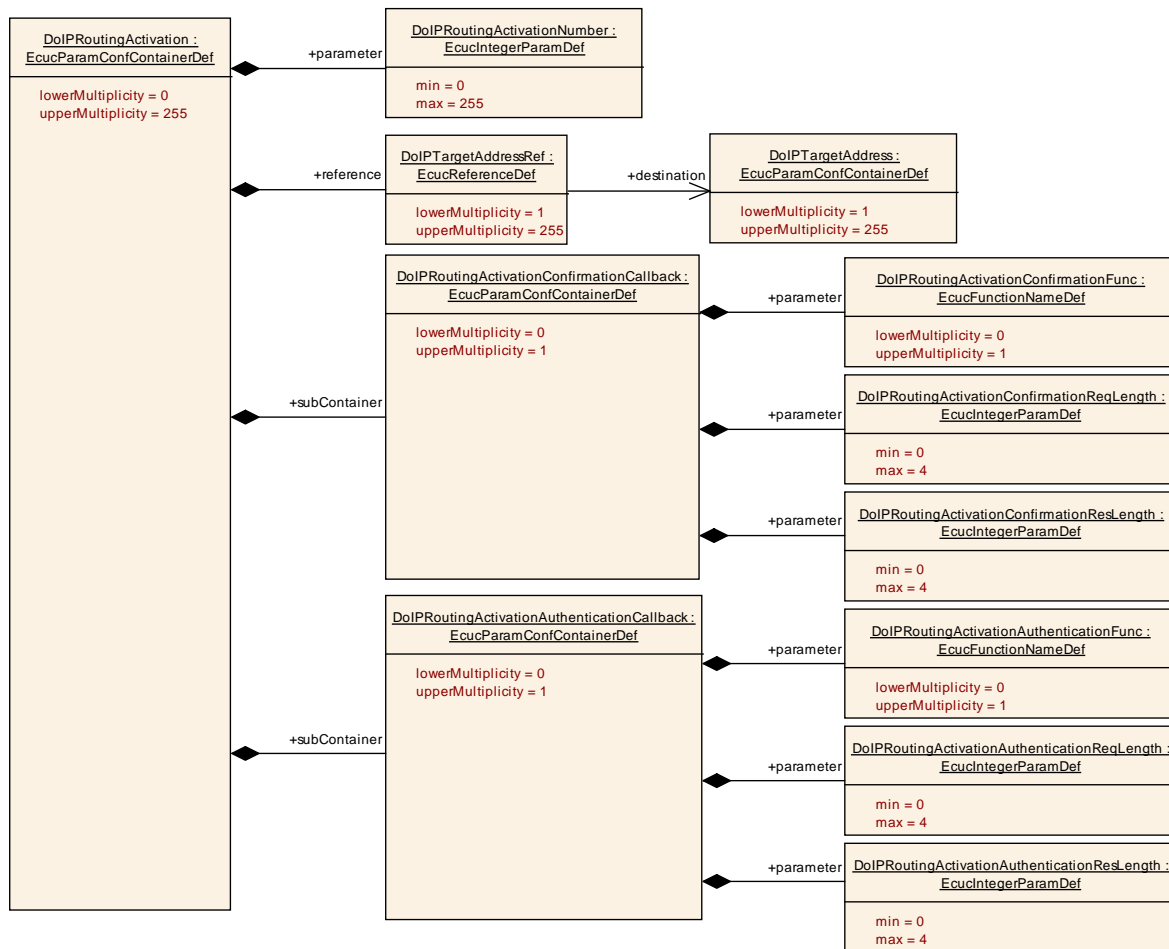 DoIPRoutingActivation :
EcucParamConfContainerDef
lowerMultiplicity = 0
upperMultiplicity = 255
+parameter
DoIPRoutingActivationNumber :
EcucIntegerParamDef
min = 0
max = 255
+reference
DoIPTargetAddressRef :
EcucReferenceDef
lowerMultiplicity = 1
upperMultiplicity = 255
+destination
DoIPTargetAddress :
EcucParamConfContainerDef
lowerMultiplicity = 1
upperMultiplicity = 255
+subContainer
DoIPRoutingActivationConfirmationCallback :
EcucParamConfContainerDef
lowerMultiplicity = 0
upperMultiplicity = 1
+parameter
DoIPRoutingActivationConfirmationFunc :
EcucFunctionNameDef
lowerMultiplicity = 0
upperMultiplicity = 1
+parameter
DoIPRoutingActivationConfirmationReqLength :
EcucIntegerParamDef
min = 0
max = 4
+parameter
DoIPRoutingActivationConfirmationResLength :
EcucIntegerParamDef
min = 0
max = 4
+subContainer
DoIPRoutingActivationAuthenticationCallback :
EcucParamConfContainerDef
lowerMultiplicity = 0
upperMultiplicity = 1
+parameter
DoIPRoutingActivationAuthenticationFunc :
EcucFunctionNameDef
lowerMultiplicity = 0
upperMultiplicity = 1
+parameter
DoIPRoutingActivationAuthenticationReqLength :
EcucIntegerParamDef
min = 0
max = 4
+parameter
DoIPRoutingActivationAuthenticationResLength :
EcucIntegerParamDef
min = 0
max = 4